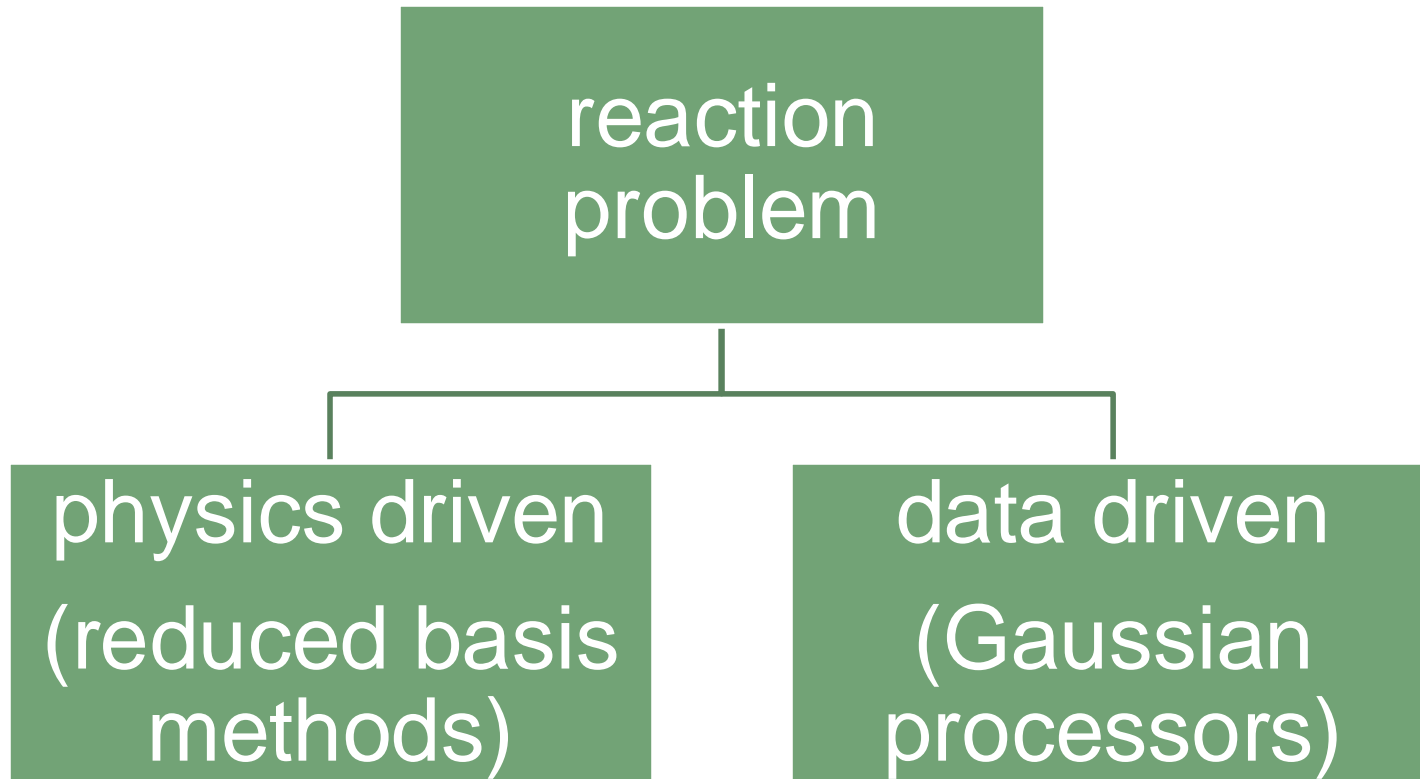 reaction
problem
physics driven
(reduced basis
methods)
data driven
(Gaussian
processors)